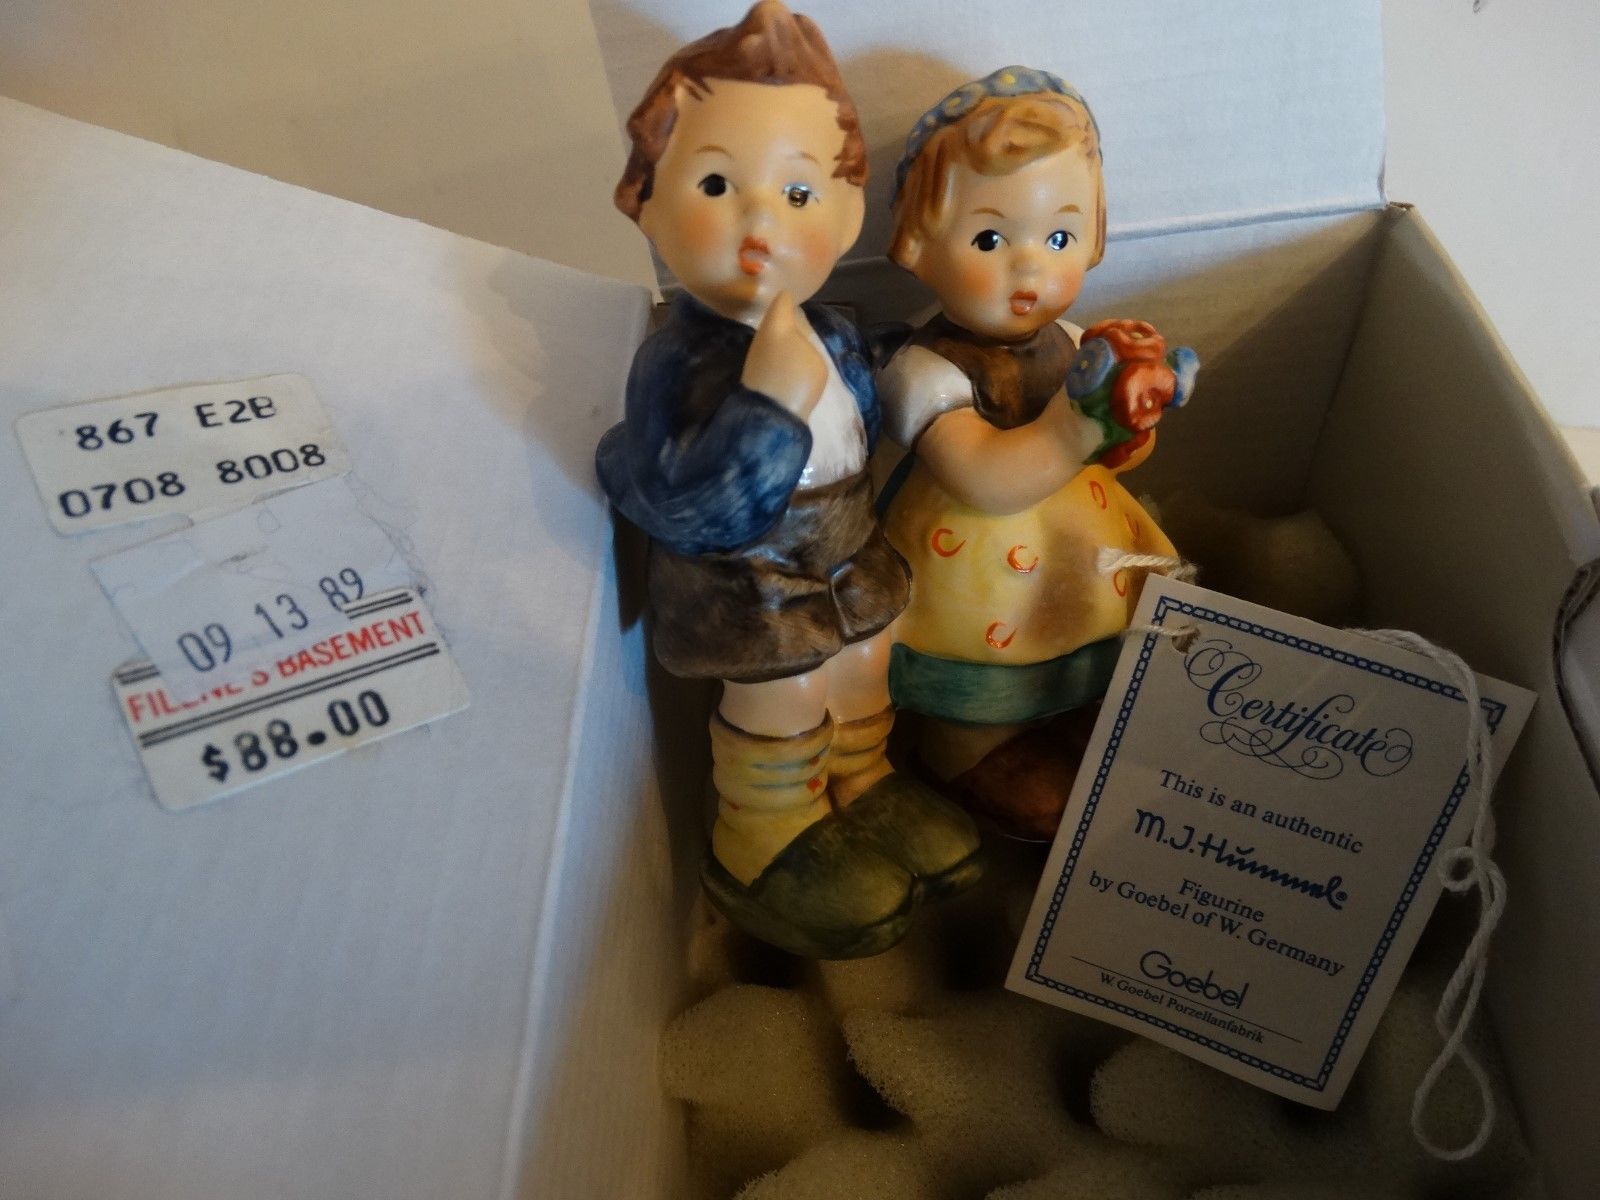 867 E2B
0708 8008
09 13 89
FILENE'S BASEMENT
$88.00
Certificate
This is an authentic
M.J.Hummel®
Figurine
by Goebel of W. Germany
Goebel
W. Goebel Porzellanfabrik